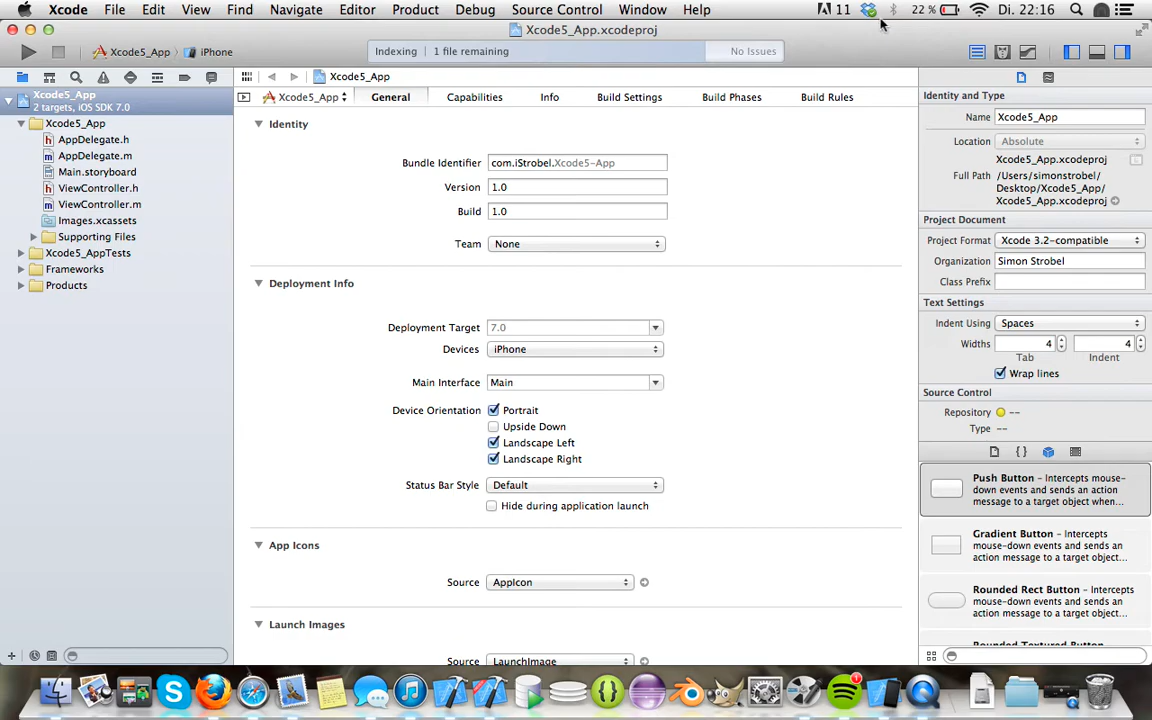 Xcode File Edit View Find Navigate Editor Product Debug Source Control Window Help 11 22 % Di. 22:16
Xcode5_App.xcodeproj
Xcode5_App iPhone Indexing 1 file remaining No Issues
Xcode5_App
Xcode5_App
2 targets, iOS SDK 7.0
Xcode5_App
AppDelegate.h
AppDelegate.m
Main.storyboard
ViewController.h
ViewController.m
Images.xcassets
Supporting Files
Xcode5_AppTests
Frameworks
Products
Xcode5_App General Capabilities Info Build Settings Build Phases Build Rules
Identity
Bundle Identifier com.iStrobel.Xcode5-App
Version 1.0
Build 1.0
Team None
Deployment Info
Deployment Target 7.0
Devices iPhone
Main Interface Main
Device Orientation Portrait
Upside Down
Landscape Left
Landscape Right
Status Bar Style Default
Hide during application launch
App Icons
Source AppIcon
Launch Images
Source LaunchImage
Identity and Type
Name Xcode5_App
Location Absolute
Xcode5_App.xcodeproj
Full Path /Users/simonstrobel/
Desktop/Xcode5_App/
Xcode5_App.xcodeproj
Project Document
Project Format Xcode 3.2-compatible
Organization Simon Strobel
Class Prefix
Text Settings
Indent Using Spaces
Widths 4 4
Tab Indent
Wrap lines
Source Control
Repository --
Type --
Push Button - Intercepts mouse-
down events and sends an action
message to a target object when...
Gradient Button - Intercepts
mouse-down events and sends an
action message to a target object...
Rounded Rect Button - Intercepts
mouse-down events and sends an
action message to a target object...
Rounded Textured Button